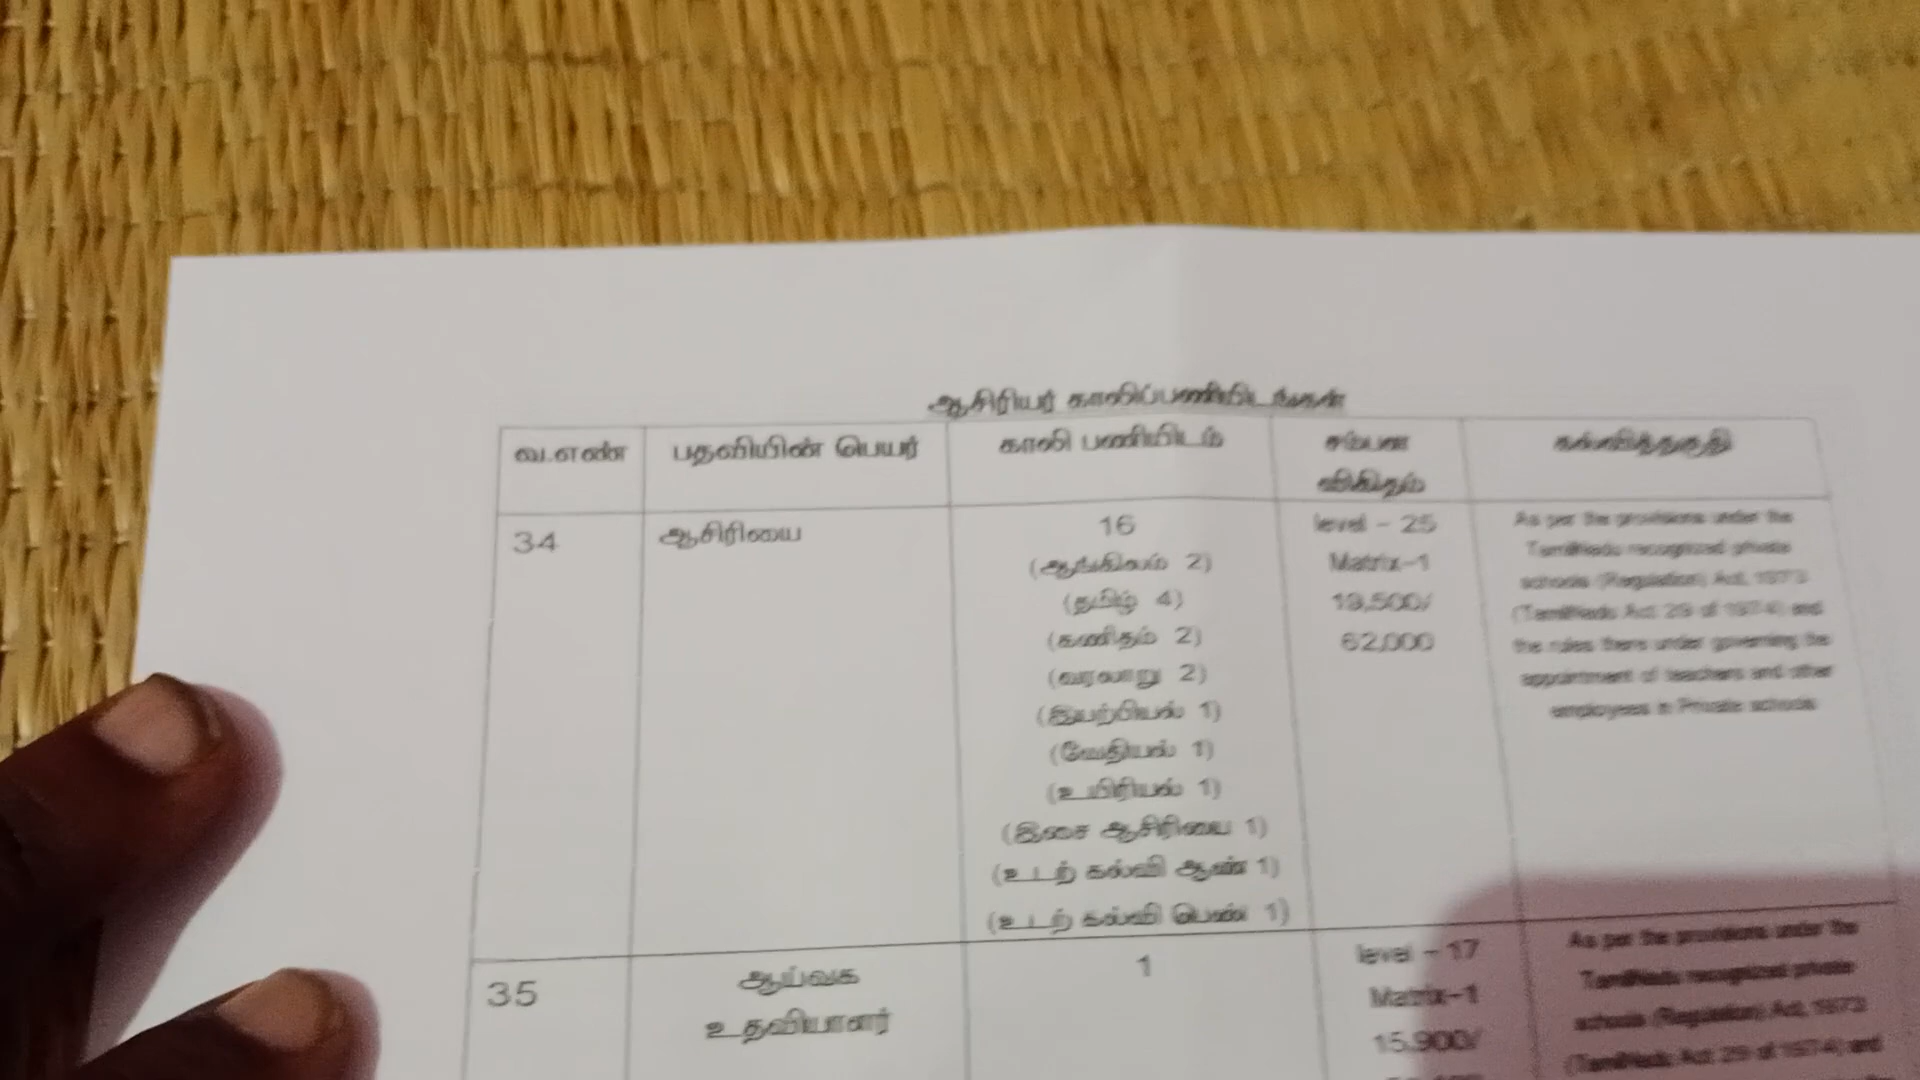 ஆசிரியர் காலிப்பணியிடங்கள்
வ.எண்
பதவியின் பெயர்
காலி பணியிடம்
சம்பள
விகிதம்
கல்வித்தகுதி
34
ஆசிரியை
16
(ஆங்கிலம் 2)
(தமிழ் 4)
(கணிதம் 2)
(வரலாறு 2)
(இயற்பியல் 1)
(வேதியல் 1)
(உயிரியல் 1)
(இசை ஆசிரியை 1)
(உடற் கல்வி ஆண் 1)
(உடற் கல்வி பெண் 1)
level - 25
Matrix-1
19,500/
62,000
As per the provisions under the
TamilNadu recognized private
schools (Regulation) Act, 1973
(TamilNadu Act 29 of 1974) and
the rules there under governing the
appointment of teachers and other
employees in Private schools
35
ஆய்வக
உதவியாளர்
1
level - 17
Matrix-1
15,900/
As per the provisions under the
TamilNadu recognized private
schools (Regulation) Act, 1973
(TamilNadu Act 29 of 1974) and